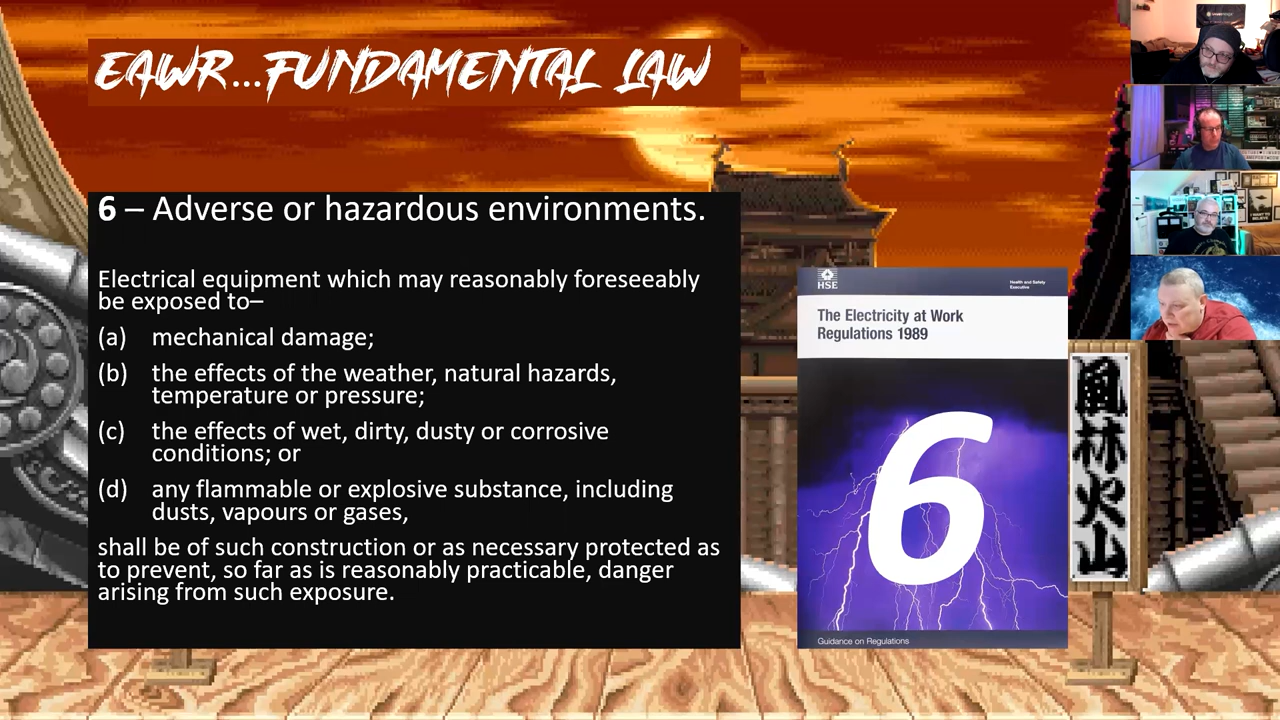 EAWR...FUNDAMENTAL LAW
6 – Adverse or hazardous environments.
Electrical equipment which may reasonably foreseeably
be exposed to–
(a) mechanical damage;
(b) the effects of the weather, natural hazards,
temperature or pressure;
(c) the effects of wet, dirty, dusty or corrosive
conditions; or
(d) any flammable or explosive substance, including
dusts, vapours or gases,
shall be of such construction or as necessary protected as
to prevent, so far as is reasonably practicable, danger
arising from such exposure.
HSE
Health and Safety
Executive
The Electricity at Work
Regulations 1989
6
Guidance on Regulations
風林火山
I WANT TO
BELIEVE